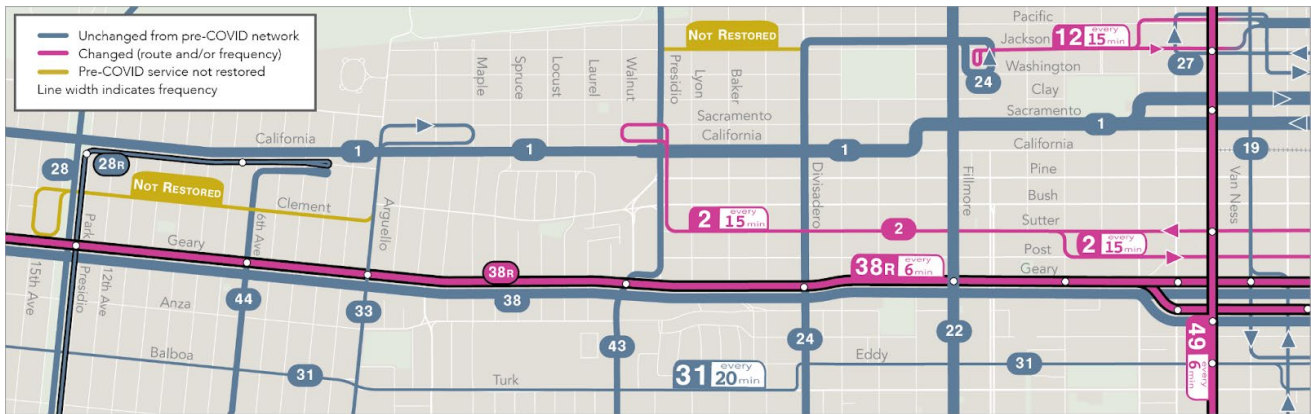 Unchanged from pre-COVID network
Changed (route and/or frequency)
Pre-COVID service not restored
Line width indicates frequency
Maple
Spruce
Locust
Laurel
Walnut
NOT RESTORED
Presidio
Lyon
Baker
Sacramento
California
Pacific
Jackson
12 every 15 min
Washington
24
27
Clay
Sacramento
California
1
1
1
1
California
28
28R
NOT RESTORED
Clement
6th Ave
Arguello
Park Presidio
12th Ave
15th Ave
Geary
Divisadero
Fillmore
Pine
Bush
Sutter
Post
Geary
19
Van Ness
2 every 15 min
2
2 every 15 min
38R
38R every 6 min
38
44
33
43
24
22
49 every 6 min
Anza
Balboa
31
Turk
31 every 20 min
Eddy
31